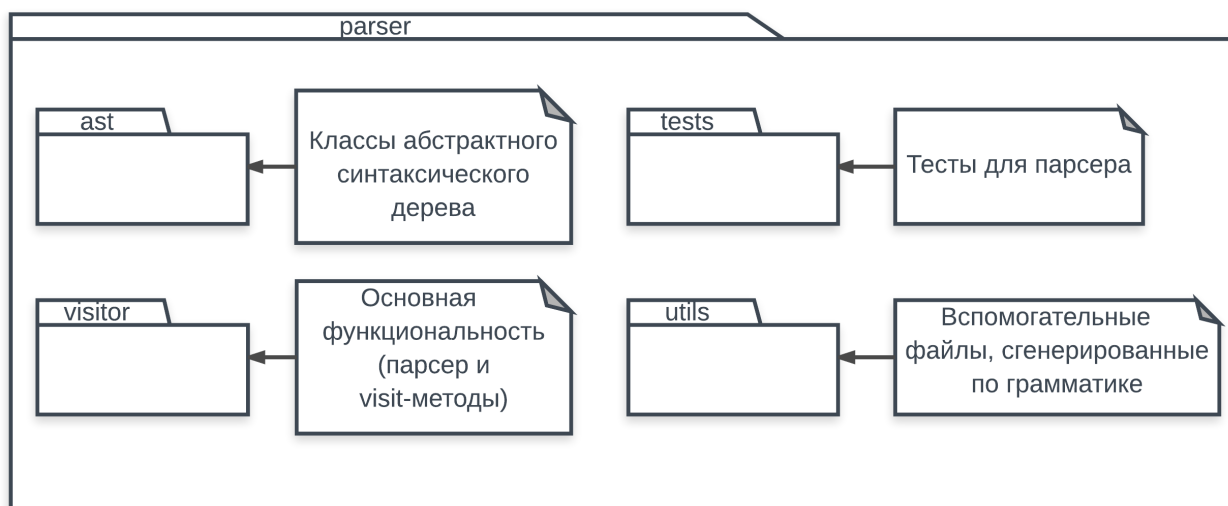 parser
ast
Классы абстрактного
синтаксического
дерева
tests
Тесты для парсера
visitor
Основная
функциональность
(парсер и
visit-методы)
utils
Вспомогательные
файлы, сгенерированные
по грамматике